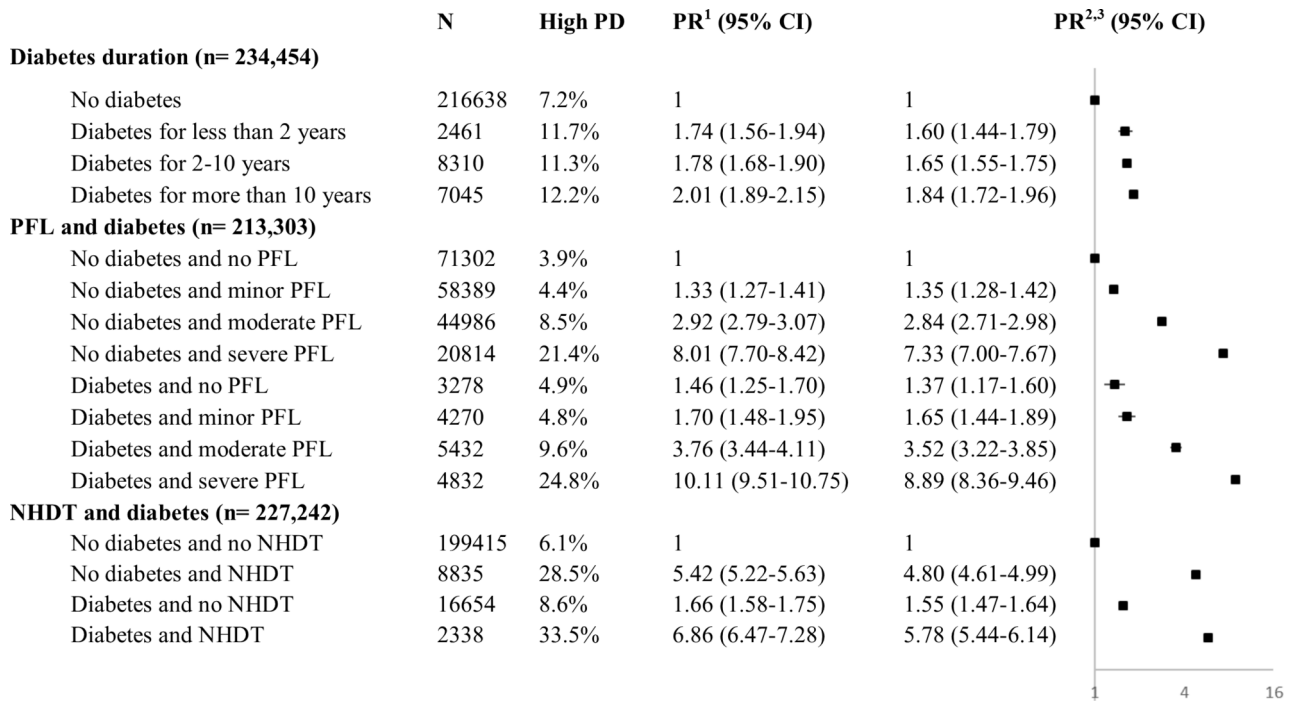 N High PD PR¹ (95% CI) PR²,³ (95% CI)
Diabetes duration (n= 234,454)
No diabetes 216638 7.2% 1 1
Diabetes for less than 2 years 2461 11.7% 1.74 (1.56-1.94) 1.60 (1.44-1.79)
Diabetes for 2-10 years 8310 11.3% 1.78 (1.68-1.90) 1.65 (1.55-1.75)
Diabetes for more than 10 years 7045 12.2% 2.01 (1.89-2.15) 1.84 (1.72-1.96)
PFL and diabetes (n= 213,303)
No diabetes and no PFL 71302 3.9% 1 1
No diabetes and minor PFL 58389 4.4% 1.33 (1.27-1.41) 1.35 (1.28-1.42)
No diabetes and moderate PFL 44986 8.5% 2.92 (2.79-3.07) 2.84 (2.71-2.98)
No diabetes and severe PFL 20814 21.4% 8.01 (7.70-8.42) 7.33 (7.00-7.67)
Diabetes and no PFL 3278 4.9% 1.46 (1.25-1.70) 1.37 (1.17-1.60)
Diabetes and minor PFL 4270 4.8% 1.70 (1.48-1.95) 1.65 (1.44-1.89)
Diabetes and moderate PFL 5432 9.6% 3.76 (3.44-4.11) 3.52 (3.22-3.85)
Diabetes and severe PFL 4832 24.8% 10.11 (9.51-10.75) 8.89 (8.36-9.46)
NHDT and diabetes (n= 227,242)
No diabetes and no NHDT 199415 6.1% 1 1
No diabetes and NHDT 8835 28.5% 5.42 (5.22-5.63) 4.80 (4.61-4.99)
Diabetes and no NHDT 16654 8.6% 1.66 (1.58-1.75) 1.55 (1.47-1.64)
Diabetes and NHDT 2338 33.5% 6.86 (6.47-7.28) 5.78 (5.44-6.14)
1 4 16